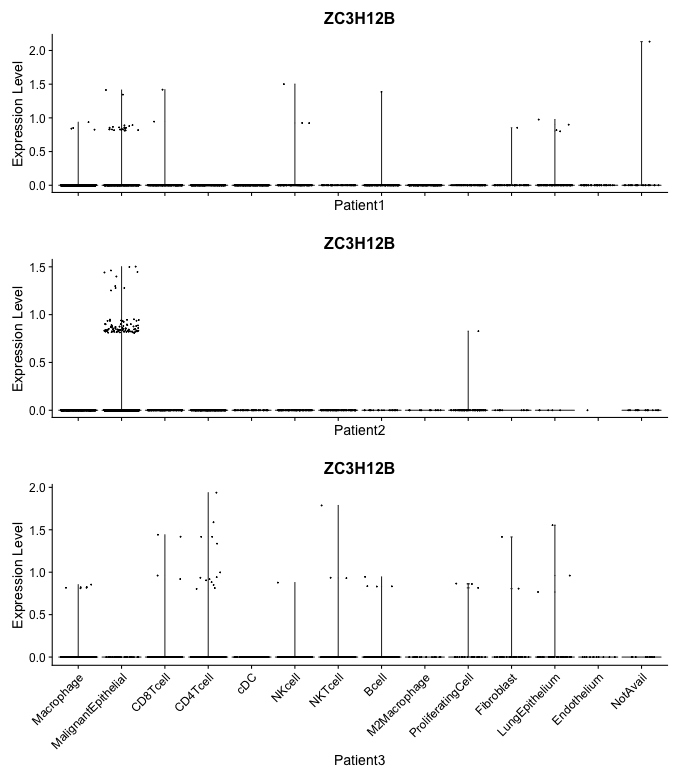 ZC3H12B
Expression Level
2.0
1.5
1.0
0.5
0.0
Patient1
ZC3H12B
Expression Level
1.5
1.0
0.5
0.0
Patient2
ZC3H12B
Expression Level
2.0
1.5
1.0
0.5
0.0
Macrophage
MalignantEpithelial
CD8Tcell
CD4Tcell
cDC
NKcell
NKTcell
Bcell
M2Macrophage
ProliferatingCell
Fibroblast
LungEpithelium
Endothelium
NotAvail
Patient3